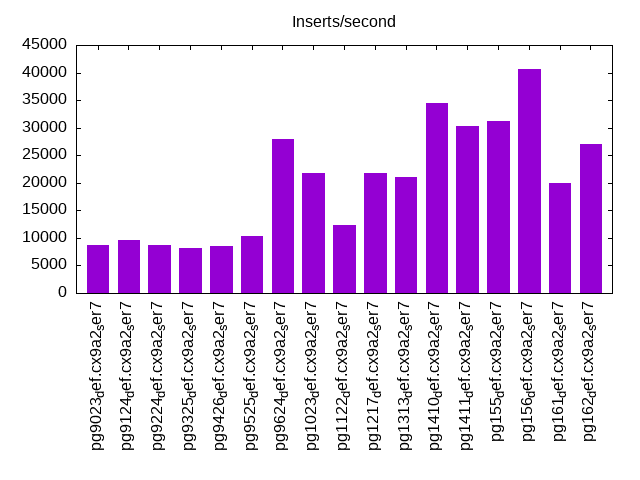 Inserts/second
45000
40000
35000
30000
25000
20000
15000
10000
5000
0
pg9023def.cx9a2ser7
pg9124def.cx9a2ser7
pg9224def.cx9a2ser7
pg9325def.cx9a2ser7
pg9426def.cx9a2ser7
pg9525def.cx9a2ser7
pg9624def.cx9a2ser7
pg1023def.cx9a2ser7
pg1122def.cx9a2ser7
pg1217def.cx9a2ser7
pg1313def.cx9a2ser7
pg1410def.cx9a2ser7
pg1411def.cx9a2ser7
pg155def.cx9a2ser7
pg156def.cx9a2ser7
pg161def.cx9a2ser7
pg162def.cx9a2ser7